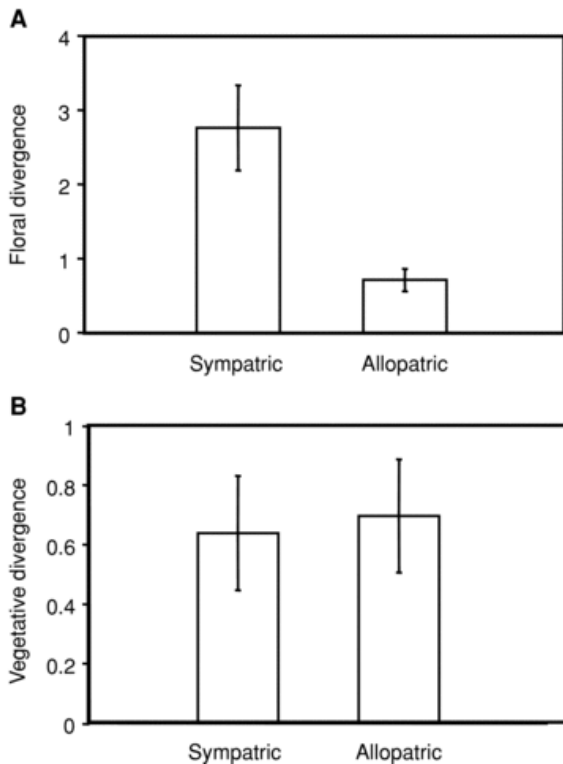 A
Floral divergence
4
3
2
1
0
Sympatric Allopatric
B
Vegetative divergence
1
0.8
0.6
0.4
0.2
0
Sympatric Allopatric